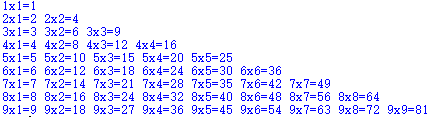 1x1=1
2x1=2 2x2=4
3x1=3 3x2=6 3x3=9
4x1=4 4x2=8 4x3=12 4x4=16
5x1=5 5x2=10 5x3=15 5x4=20 5x5=25
6x1=6 6x2=12 6x3=18 6x4=24 6x5=30 6x6=36
7x1=7 7x2=14 7x3=21 7x4=28 7x5=35 7x6=42 7x7=49
8x1=8 8x2=16 8x3=24 8x4=32 8x5=40 8x6=48 8x7=56 8x8=64
9x1=9 9x2=18 9x3=27 9x4=36 9x5=45 9x6=54 9x7=63 9x8=72 9x9=81